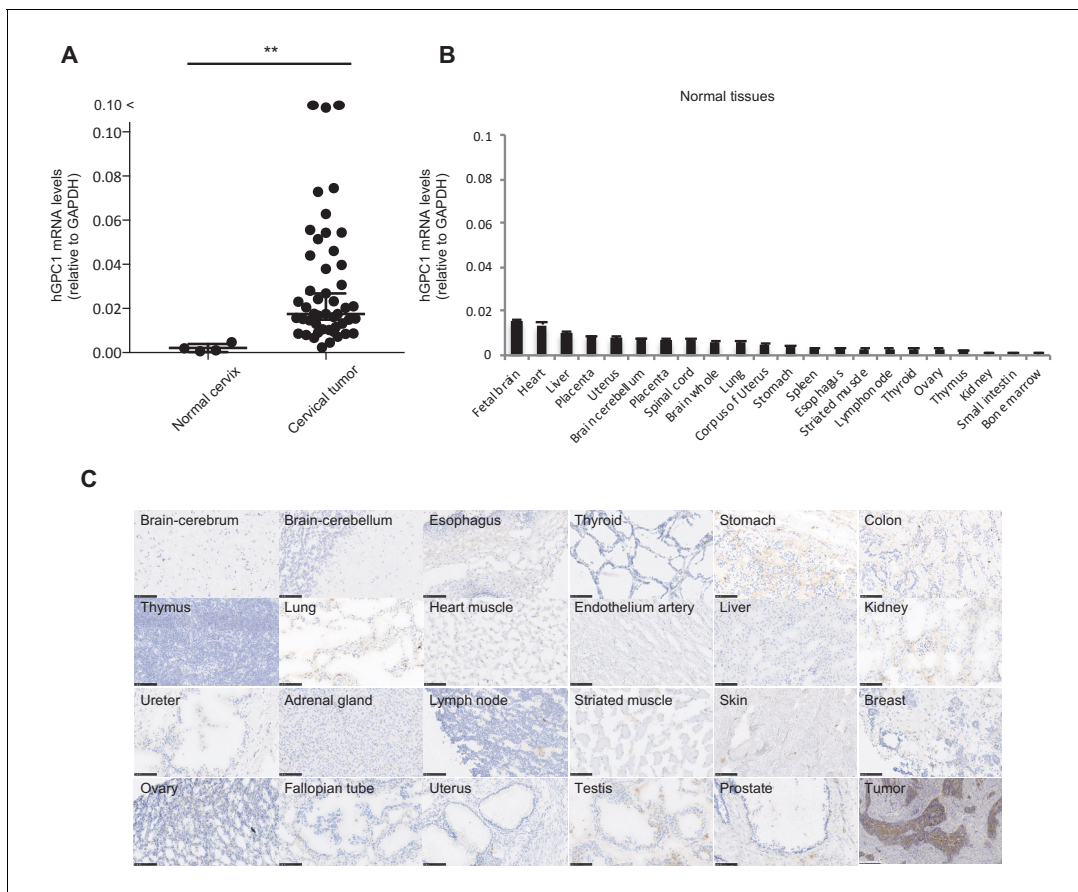 A
**
0.10 <
0.10
0.08
0.06
0.04
0.02
0.00
hGPC1 mRNA levels
(relative to GAPDH)
Normal cervix
Cervical tumor
B
Normal tissues
0.1
0.08
0.06
0.04
0.02
0
hGPC1 mRNA levels
(relative to GAPDH)
Fetal brain
Heart
Liver
Placenta
Uterus
Brain cerebellum
Placenta
Spinal cord
Brain whole
Lung
Corpus of Uterus
Stomach
Spleen
Esophagus
Striated muscle
Lymph node
Thyroid
Ovary
Thymus
Kidney
Small intestin
Bone marrow
C
Brain-cerebrum Brain-cerebellum Esophagus Thyroid Stomach Colon
Thymus Lung Heart muscle Endothelium artery Liver Kidney
Ureter Adrenal gland Lymph node Striated muscle Skin Breast
Ovary Fallopian tube Uterus Testis Prostate Tumor